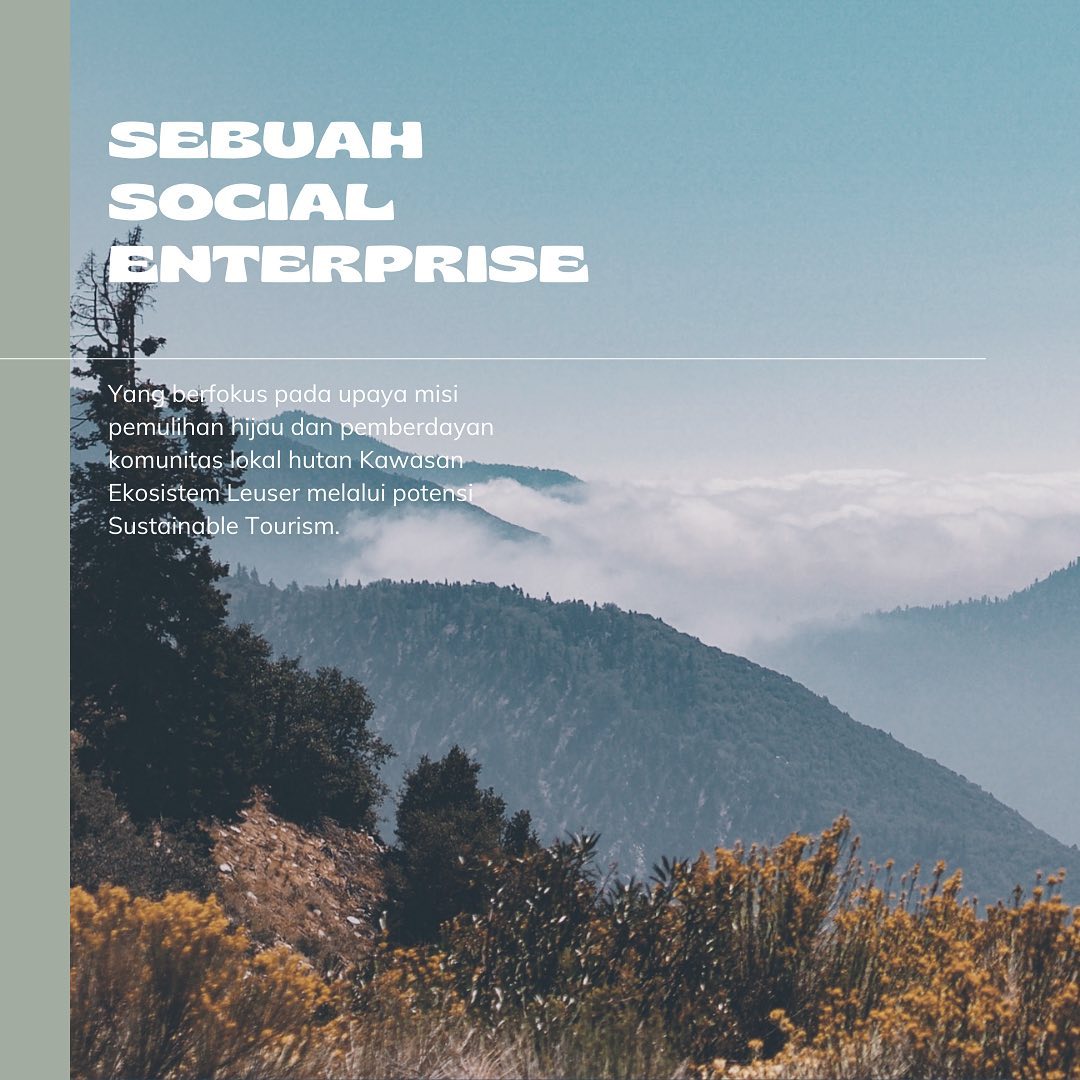 SEBUAH
SOCIAL
ENTERPRISE
Yang berfokus pada upaya misi
pemulihan hijau dan pemberdayan
komunitas lokal hutan Kawasan
Ekosistem Leuser melalui potensi
Sustainable Tourism.